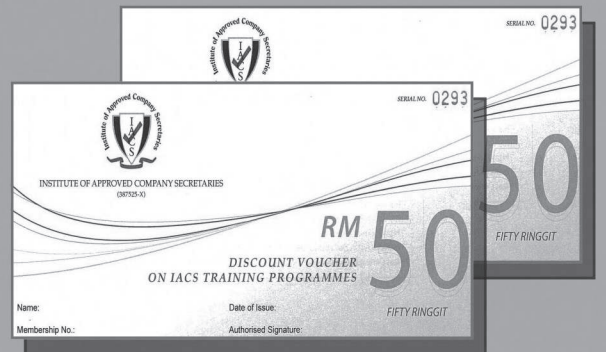 Institute of Approved Company Secretaries
IACS
SERIAL NO. 0293
50
FIFTY RINGGIT
Institute of Approved Company Secretaries
IACS
SERIAL NO. 0293
INSTITUTE OF APPROVED COMPANY SECRETARIES
(387525-X)
RM 50
DISCOUNT VOUCHER
ON IACS TRAINING PROGRAMMES
FIFTY RINGGIT
Name: Date of Issue:
Membership No.: Authorised Signature: